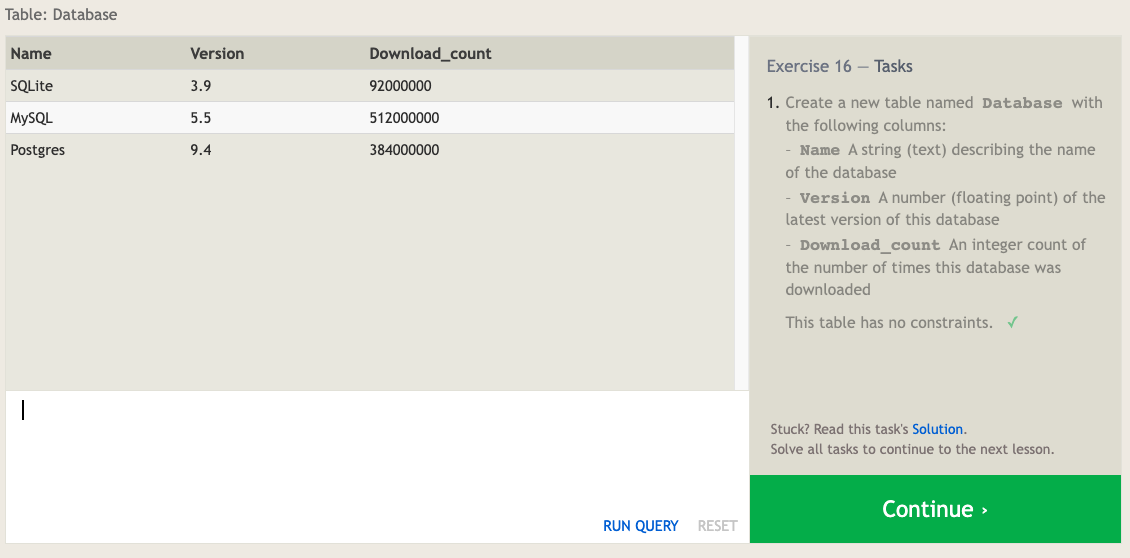 Table: Database
Name Version Download_count
SQLite 3.9 92000000
MySQL 5.5 512000000
Postgres 9.4 384000000
RUN QUERY RESET
Exercise 16 — Tasks
1. Create a new table named Database with
the following columns:
- Name A string (text) describing the name
of the database
- Version A number (floating point) of the
latest version of this database
- Download_count An integer count of
the number of times this database was
downloaded
This table has no constraints. ✓
Stuck? Read this task's Solution.
Solve all tasks to continue to the next lesson.
Continue ›